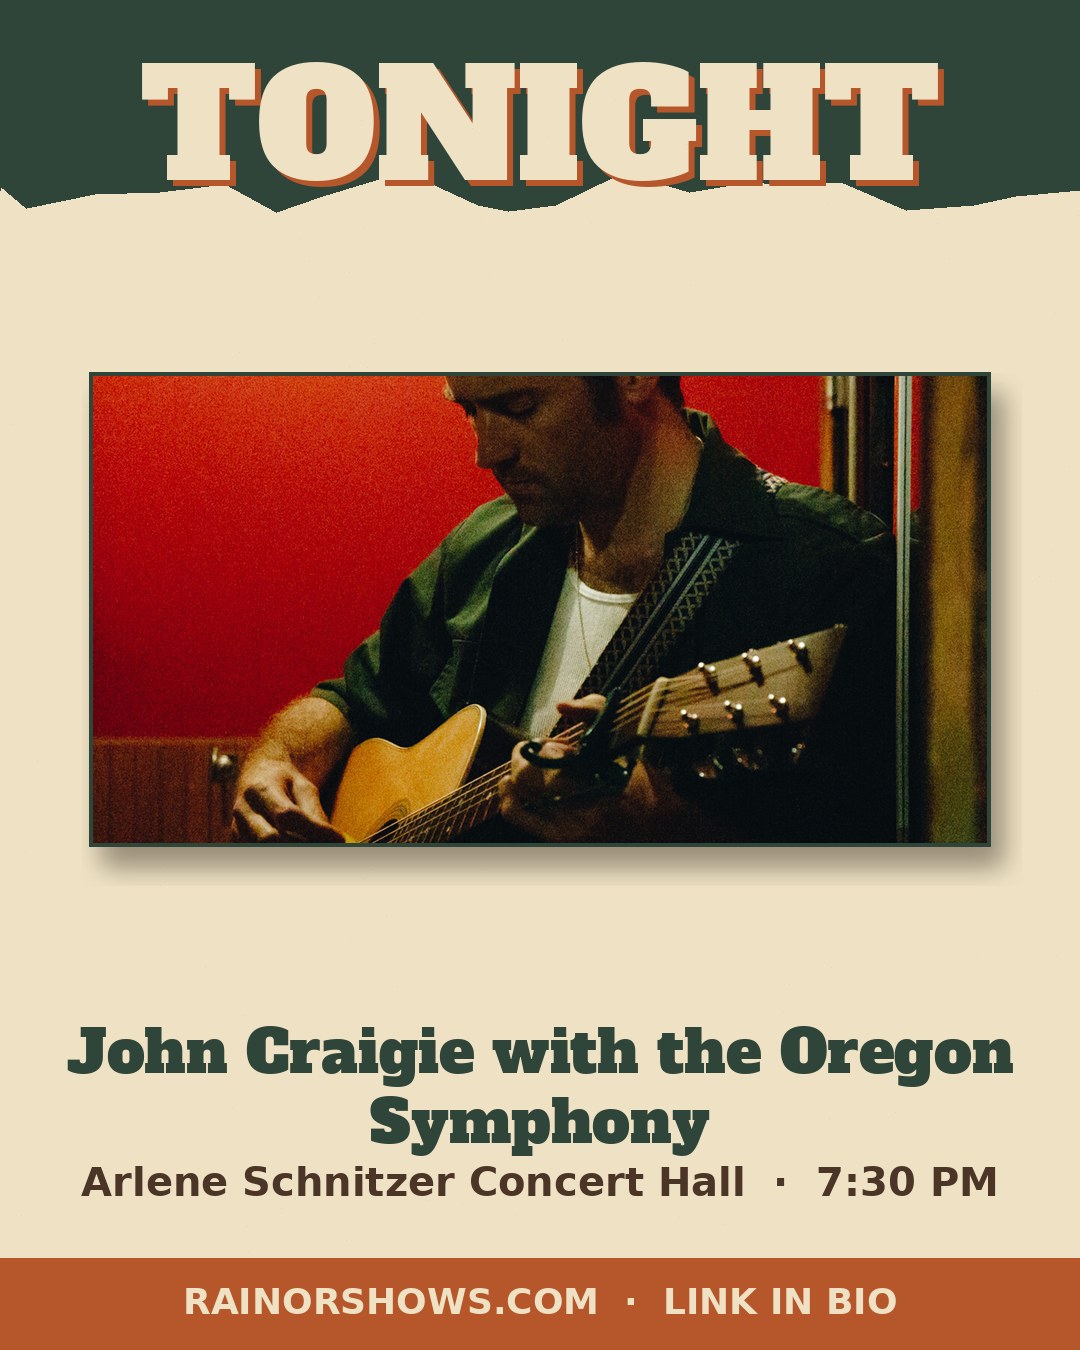 TONIGHT
John Craigie with the Oregon
Symphony
Arlene Schnitzer Concert Hall · 7:30 PM
RAINORSHOWS.COM · LINK IN BIO